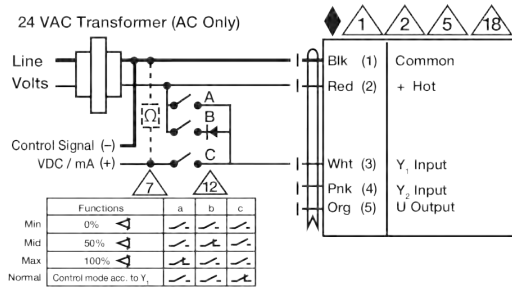 24 VAC Transformer (AC Only)
1 2 5 18
Line
Volts
Blk (1) Common
Red (2) + Hot
A
B
C
Ω
Control Signal (–)
VDC / mA (+)
Wht (3) Y₁ Input
Pnk (4) Y₂ Input
Org (5) U Output
7 12
Functions a b c
Min 0%
Mid 50%
Max 100%
Normal Control mode acc. to Y₁